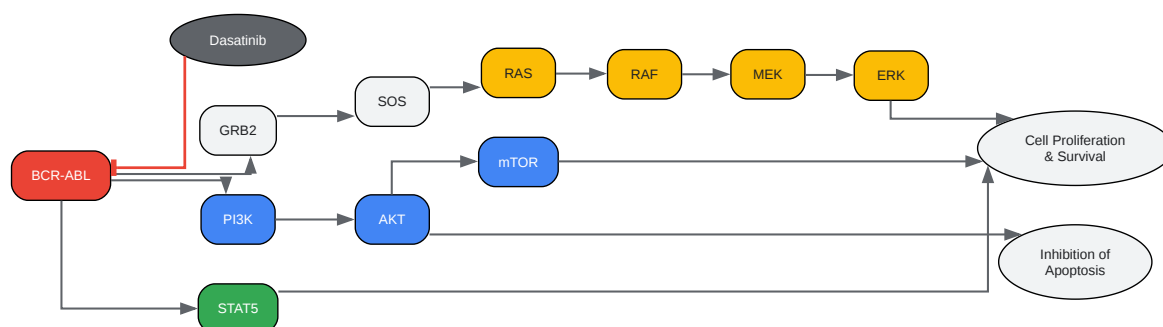 Dasatinib
RAS
RAF
MEK
ERK
SOS
GRB2
Cell Proliferation
& Survival
mTOR
BCR-ABL
PI3K
AKT
Inhibition of
Apoptosis
STAT5